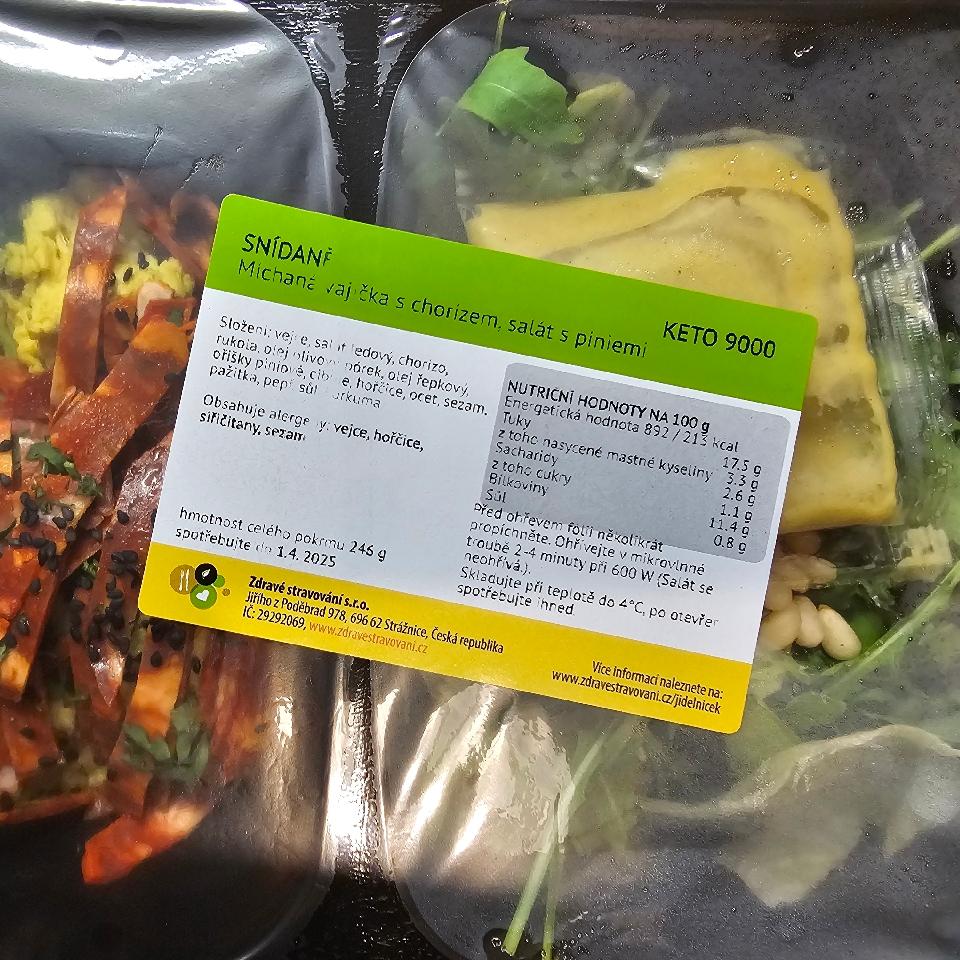 SNÍDANĚ
Míchaná vajíčka s chorizem, salát s piniemi
KETO 9000
Složení: vejce, salát ledový, chorizo,
rukola, olej olivový, pórek, olej řepkový,
oříšky piniové, cibule, hořčice, ocet, sezam,
pažitka, pepř, sůl, kurkuma
Obsahuje alergeny: vejce, hořčice,
siřičitany, sezam
hmotnost celého pokrmu 246 g
spotřebujte do 1.4. 2025
NUTRIČNÍ HODNOTY NA 100 g
Energetická hodnota 892 / 213 kcal
Tuky 17.5 g
z toho nasycené mastné kyseliny 3.3 g
Sacharidy 2.6 g
z toho cukry 1.1 g
Bílkoviny 11.4 g
Sůl 0.8 g
Před ohřevem folii několikrát
propíchněte. Ohřívejte v mikrovlnné
troubě 2-4 minuty při 600 W (Salát se
neohřívá.).
Skladujte při teplotě do 4°C, po otevřer
spotřebujte ihned
Zdravé stravování s.r.o.
Jiřího z Poděbrad 978, 696 62 Strážnice, Česká republika
IČ: 29292069, www.zdravestravovani.cz
Více informací naleznete na:
www.zdravestravovani.cz/jidelnicek